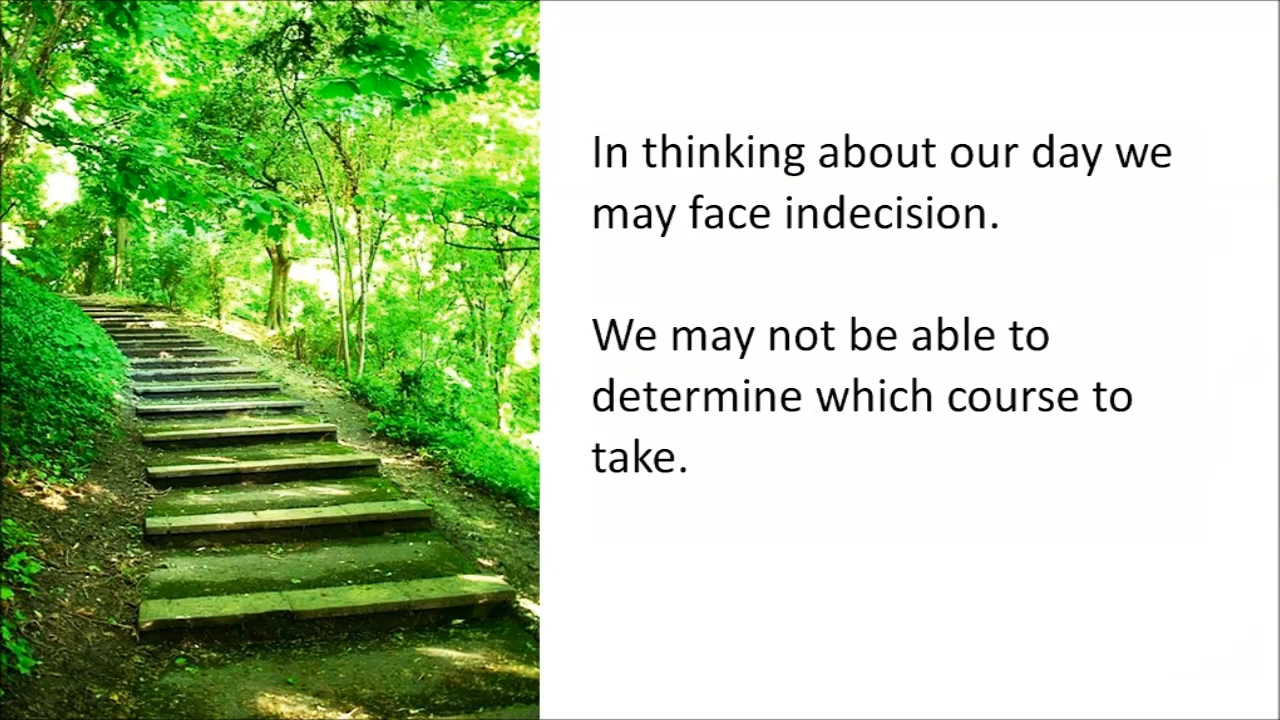 In thinking about our day we
may face indecision.
We may not be able to
determine which course to
take.